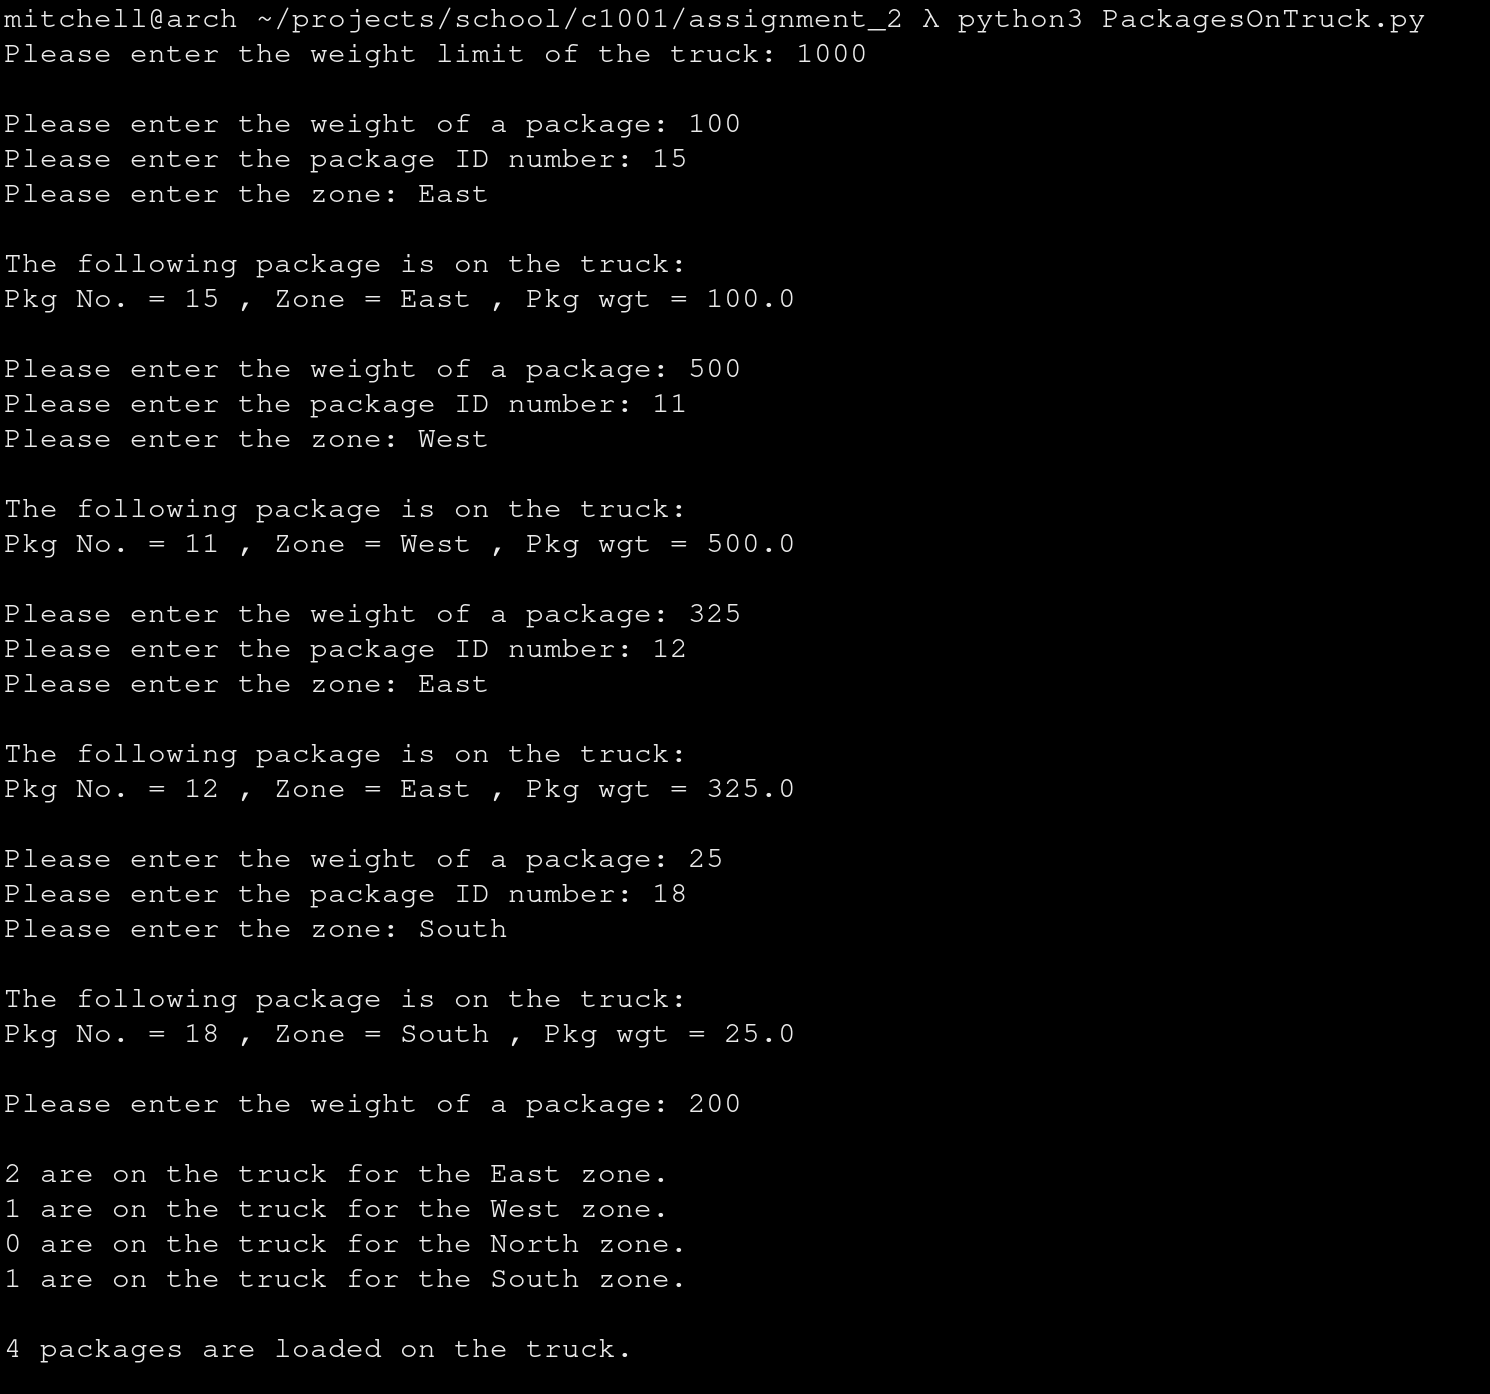 mitchell@arch ~/projects/school/c1001/assignment_2 λ python3 PackagesOnTruck.py
Please enter the weight limit of the truck: 1000
Please enter the weight of a package: 100
Please enter the package ID number: 15
Please enter the zone: East
The following package is on the truck:
Pkg No. = 15 , Zone = East , Pkg wgt = 100.0
Please enter the weight of a package: 500
Please enter the package ID number: 11
Please enter the zone: West
The following package is on the truck:
Pkg No. = 11 , Zone = West , Pkg wgt = 500.0
Please enter the weight of a package: 325
Please enter the package ID number: 12
Please enter the zone: East
The following package is on the truck:
Pkg No. = 12 , Zone = East , Pkg wgt = 325.0
Please enter the weight of a package: 25
Please enter the package ID number: 18
Please enter the zone: South
The following package is on the truck:
Pkg No. = 18 , Zone = South , Pkg wgt = 25.0
Please enter the weight of a package: 200
2 are on the truck for the East zone.
1 are on the truck for the West zone.
0 are on the truck for the North zone.
1 are on the truck for the South zone.
4 packages are loaded on the truck.